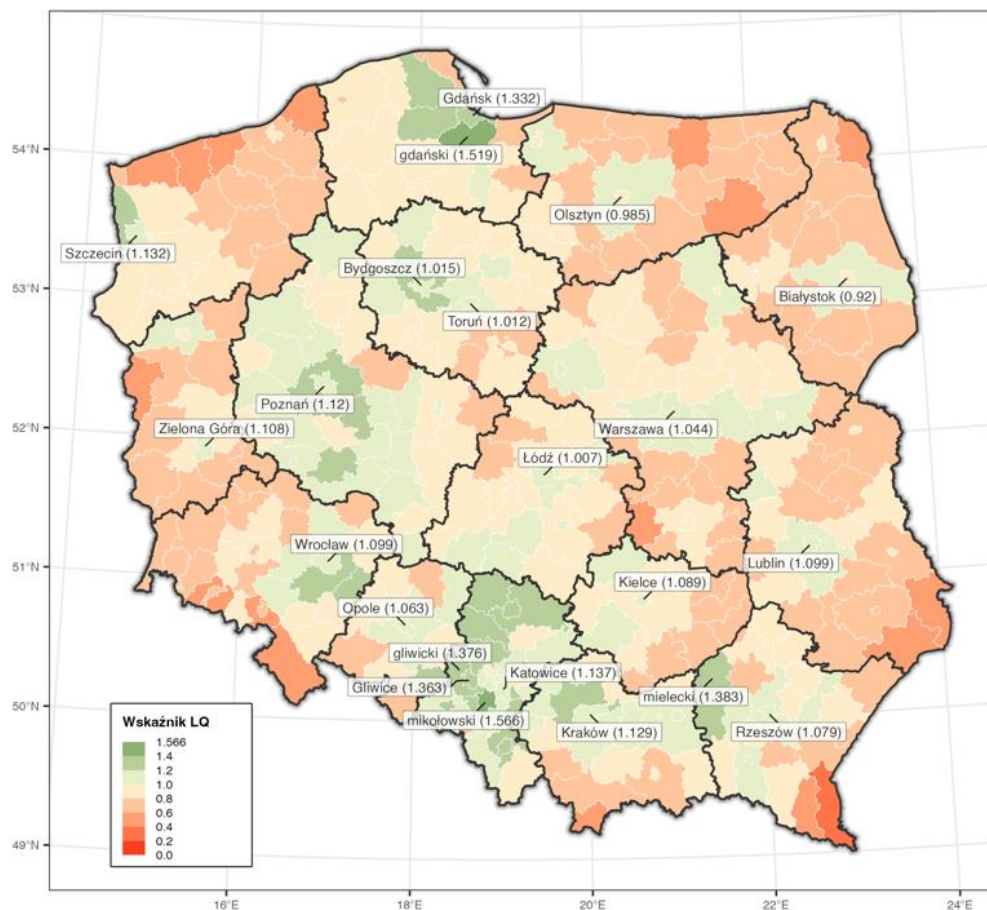 54°N
53°N
52°N
51°N
50°N
49°N
Gdańsk (1.332)
gdański (1.519)
Olsztyn (0.985)
Szczecin (1.132)
Bydgoszcz (1.015)
Białystok (0.92)
Toruń (1.012)
Poznań (1.12)
Zielona Góra (1.108)
Warszawa (1.044)
Łódź (1.007)
Wrocław (1.099)
Lublin (1.099)
Kielce (1.089)
Opole (1.063)
gliwicki (1.376)
Katowice (1.137)
Gliwice (1.363)
mielecki (1.383)
mikołowski (1.566)
Kraków (1.129)
Rzeszów (1.079)
Wskaźnik LQ
1.566
1.4
1.2
1.0
0.8
0.6
0.4
0.2
0.0
16°E
18°E
20°E
22°E
24°E